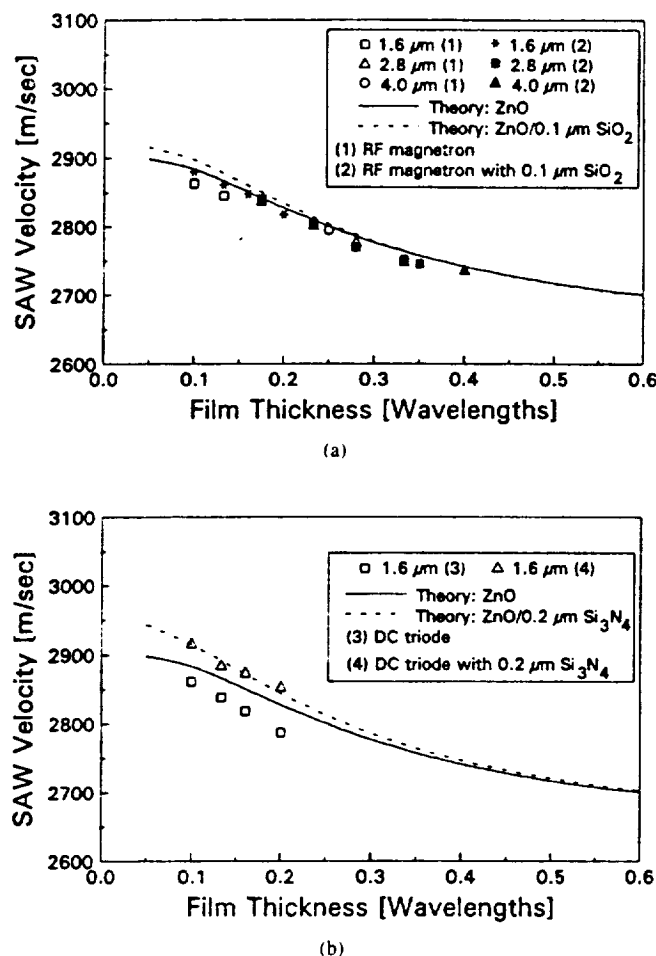 3100
3000
2900
2800
2700
2600
SAW Velocity [m/sec]
□ 1.6 μm (1) * 1.6 μm (2)
△ 2.8 μm (1) ■ 2.8 μm (2)
○ 4.0 μm (1) ▲ 4.0 μm (2)
Theory: ZnO
Theory: ZnO/0.1 μm SiO2
(1) RF magnetron
(2) RF magnetron with 0.1 μm SiO2
0.0 0.1 0.2 0.3 0.4 0.5 0.6
Film Thickness [Wavelengths]
(a)
3100
3000
2900
2800
2700
2600
SAW Velocity [m/sec]
□ 1.6 μm (3) △ 1.6 μm (4)
Theory: ZnO
Theory: ZnO/0.2 μm Si3N4
(3) DC triode
(4) DC triode with 0.2 μm Si3N4
0.0 0.1 0.2 0.3 0.4 0.5 0.6
Film Thickness [Wavelengths]
(b)